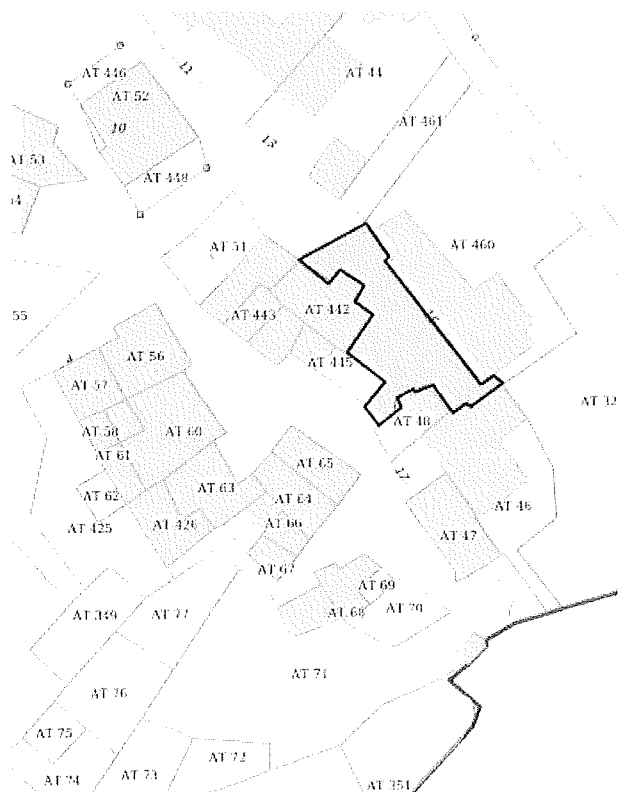 AT 446
11
AT 44
AT 52
10
AT 461
12
AT 53
AT 448
AT 51
AT 460
55
AT 442
AT 443
AT 445
AT 56
AT 57
AT 32
AT 58
AT 60
AT 48
AT 61
AT 65
AT 62
AT 63
17
AT 64
AT 46
AT 425
AT 426
AT 66
AT 47
AT 67
AT 69
AT 349
AT 77
AT 68
AT 70
AT 71
AT 76
AT 75
AT 72
AT 74
AT 73
AT 351